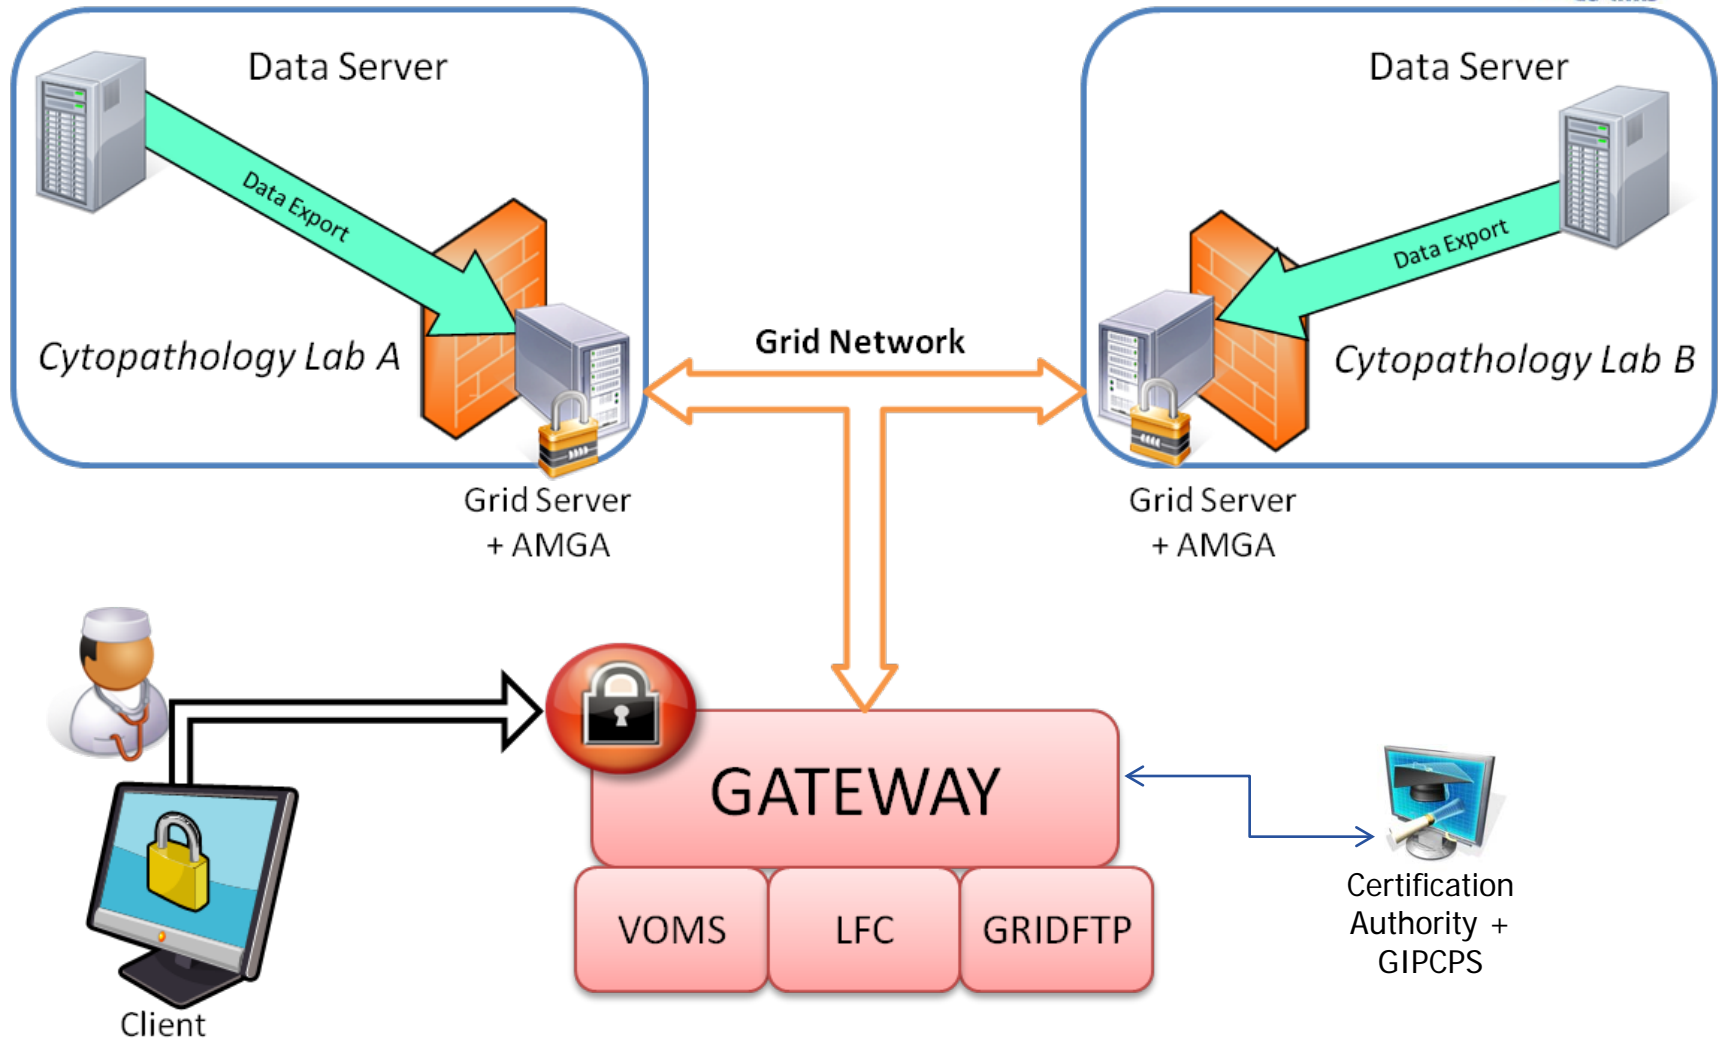 Data Server
Data Server
Data Export
Data Export
Cytopathology Lab A
Grid Network
Cytopathology Lab B
Grid Server
+ AMGA
Grid Server
+ AMGA
GATEWAY
VOMS
LFC
GRIDFTP
Certification
Authority +
GIPCPS
Client